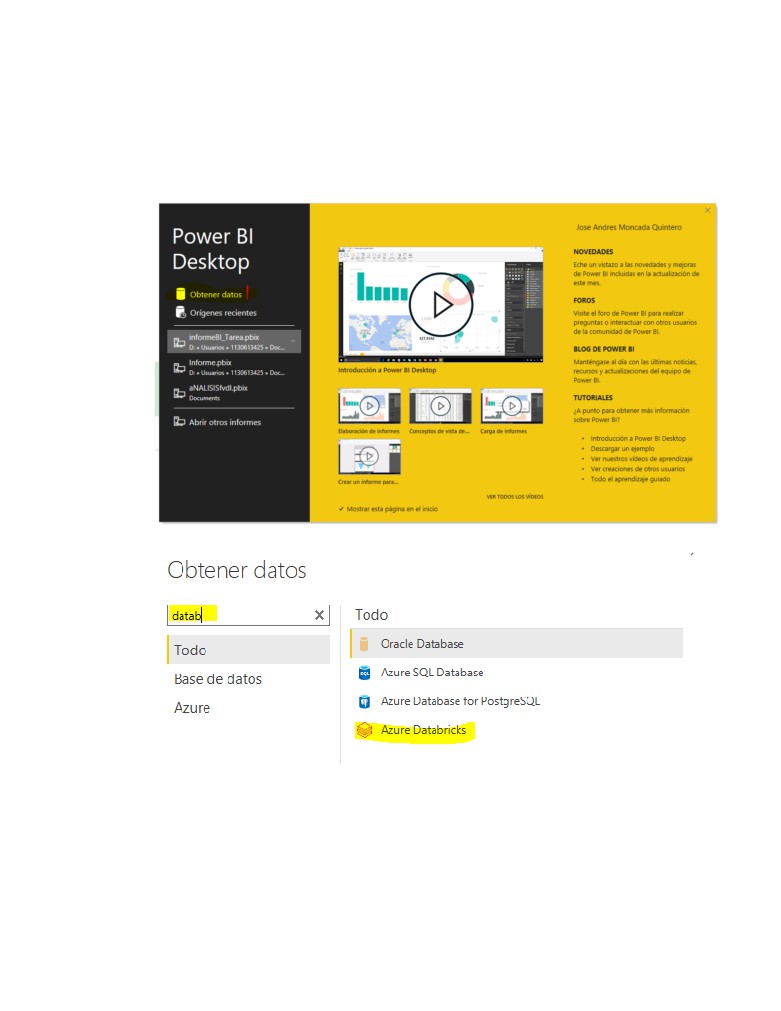 Power BI
Desktop
Obtener datos
Orígenes recientes
informeBI_Tarea.pbix
D: » Usuarios » 1130613425 » Doc...
Informe.pbix
D: » Usuarios » 1130613425 » Doc...
aNALISISfvdl.pbix
Documents
Abrir otros informes
Introducción a Power BI Desktop
Elaboración de informes
Conceptos de vista de...
Carga de informes
Crear un informe para...
VER TODOS LOS VÍDEOS
✓ Mostrar esta página en el inicio
Jose Andres Moncada Quintero
NOVEDADES
Eche un vistazo a las novedades y mejoras
de Power BI incluidas en la actualización de
este mes.
FOROS
Visite el foro de Power BI para realizar
preguntas o interactuar con otros usuarios
de la comunidad de Power BI.
BLOG DE POWER BI
Manténgase al día con las últimas noticias,
recursos y actualizaciones del equipo de
Power BI.
TUTORIALES
¿A punto para obtener más información
sobre Power BI?
• Introducción a Power BI Desktop
• Descargar un ejemplo
• Ver nuestros vídeos de aprendizaje
• Ver creaciones de otros usuarios
• Todo el aprendizaje guiado
Obtener datos
datab
Todo
Base de datos
Azure
Todo
Oracle Database
Azure SQL Database
Azure Database for PostgreSQL
Azure Databricks